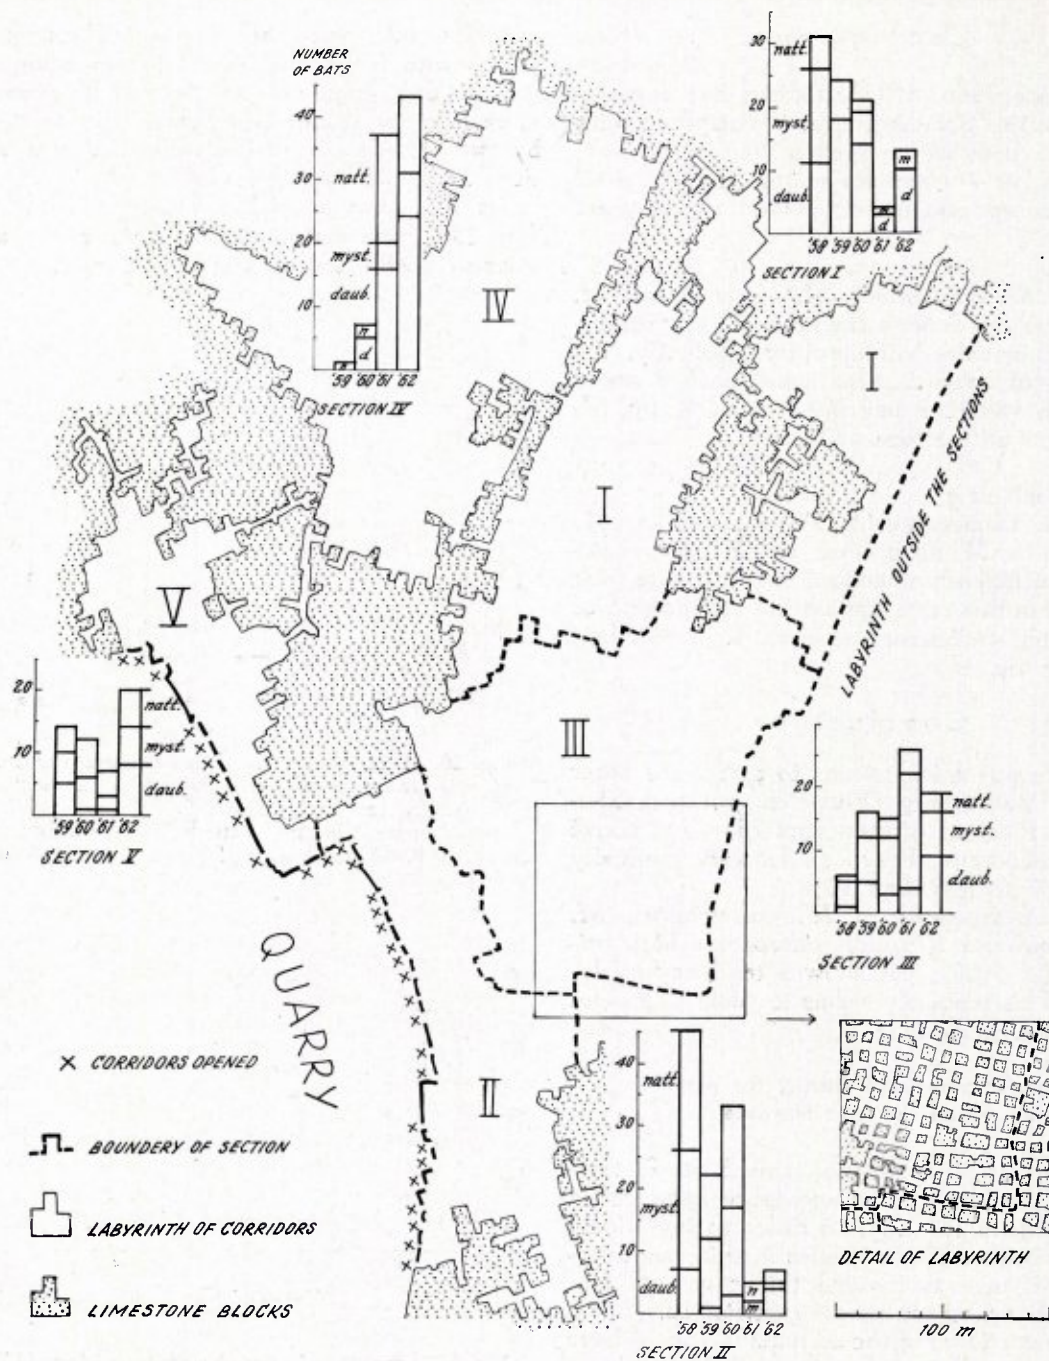 NUMBER
OF BATS
40
30
20
10
natt.
myst.
daub.
n
d
'59 '60 '61 '62
SECTION IV
30
20
10
natt.
myst.
daub.
m
d
d
'58 '59 '60 '61 '62
SECTION I
IV
I
I
LABYRINTH OUTSIDE THE SECTIONS
V
III
20
10
natt.
myst.
daub.
'59 '60 '61 '62
SECTION V
10
natt.
myst.
daub.
'58 '59 '60 '61 '62
SECTION III
QUARRY
II
40
30
20
10
natt.
myst.
daub.
n
m
'58 '59 '60 '61 '62
SECTION II
× CORRIDORS OPENED
BOUNDERY OF SECTION
LABYRINTH OF CORRIDORS
LIMESTONE BLOCKS
DETAIL OF LABYRINTH
100 m